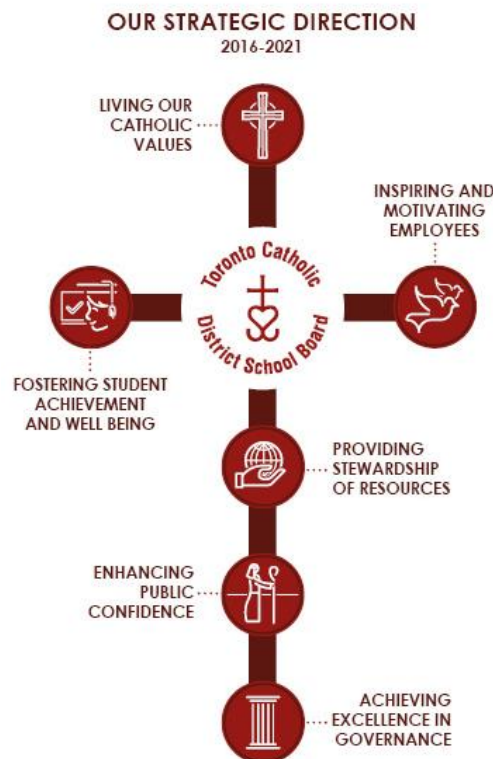 OUR STRATEGIC DIRECTION
2016-2021
LIVING OUR
CATHOLIC
VALUES
INSPIRING AND
MOTIVATING
EMPLOYEES
Toronto Catholic
District School Board
FOSTERING STUDENT
ACHIEVEMENT
AND WELL BEING
PROVIDING
STEWARDSHIP
OF RESOURCES
ENHANCING
PUBLIC
CONFIDENCE
ACHIEVING
EXCELLENCE IN
GOVERNANCE